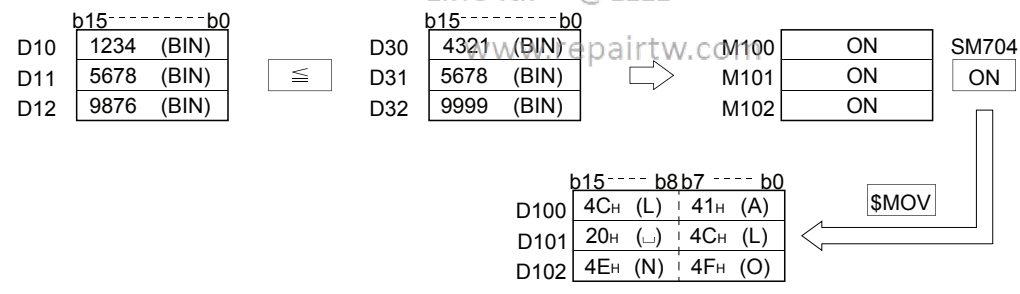 b15 b0 b15 b0
D10 1234 (BIN) D30 4321 (BIN) M100 ON SM704
D11 5678 (BIN) ≦ D31 5678 (BIN) M101 ON ON
D12 9876 (BIN) D32 9999 (BIN) M102 ON
www.repairtw.com
b15 b8 b7 b0
D100 4CH (L) 41H (A) $MOV
D101 20H (␣) 4CH (L)
D102 4EH (N) 4FH (O)